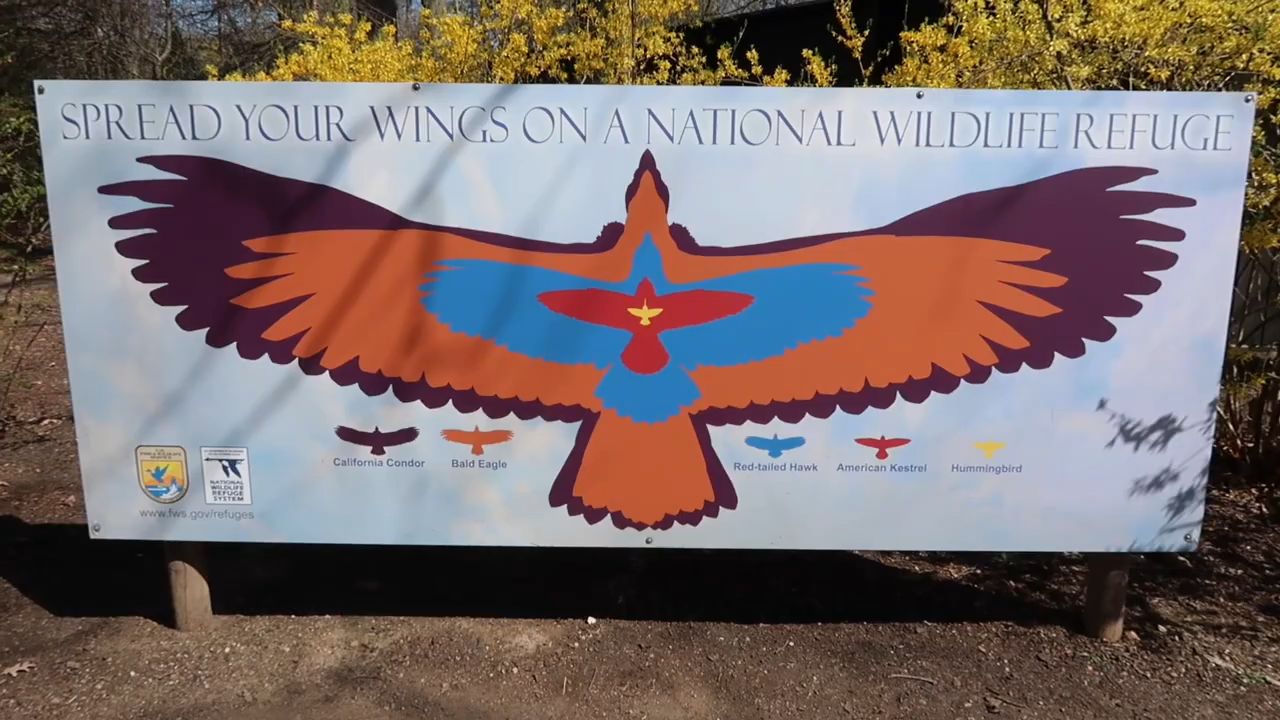 SPREAD YOUR WINGS ON A NATIONAL WILDLIFE REFUGE
California Condor
Bald Eagle
Red-tailed Hawk
American Kestrel
Hummingbird
NATIONAL
WILDLIFE
REFUGE
SYSTEM
www.fws.gov/refuges